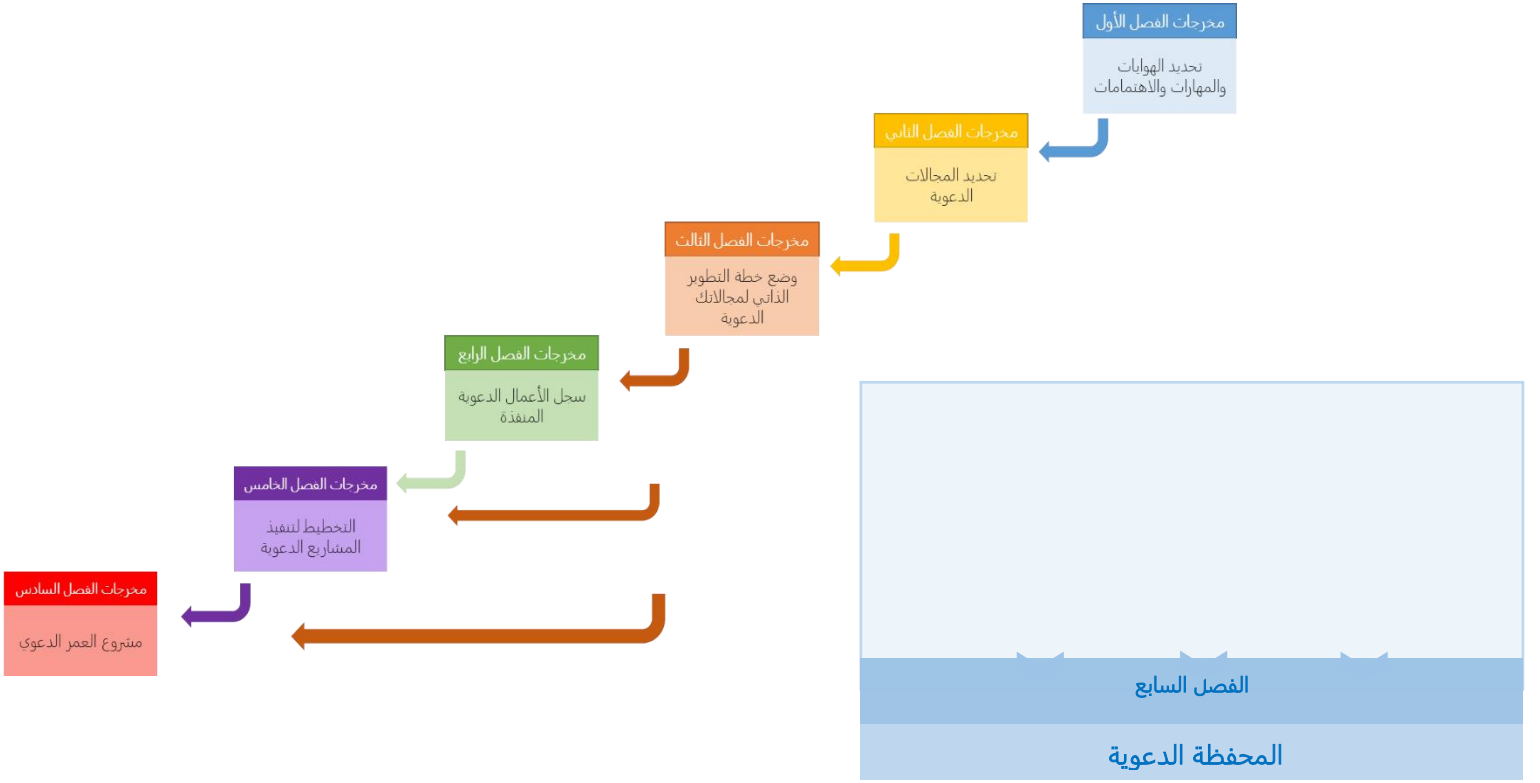 مخرجات الفصل الأول
تحديد الهوايات
والمهارات والاهتمامات
مخرجات الفصل الثاني
تحديد المجالات
الدعوية
مخرجات الفصل الثالث
وضع خطة التطوير
الذاتي لمجالاتك
الدعوية
مخرجات الفصل الرابع
سجل الأعمال الدعوية
المنفذة
مخرجات الفصل الخامس
التخطيط لتنفيذ
المشاريع الدعوية
مخرجات الفصل السادس
مشروع العمر الدعوي
الفصل السابع
المحفظة الدعوية